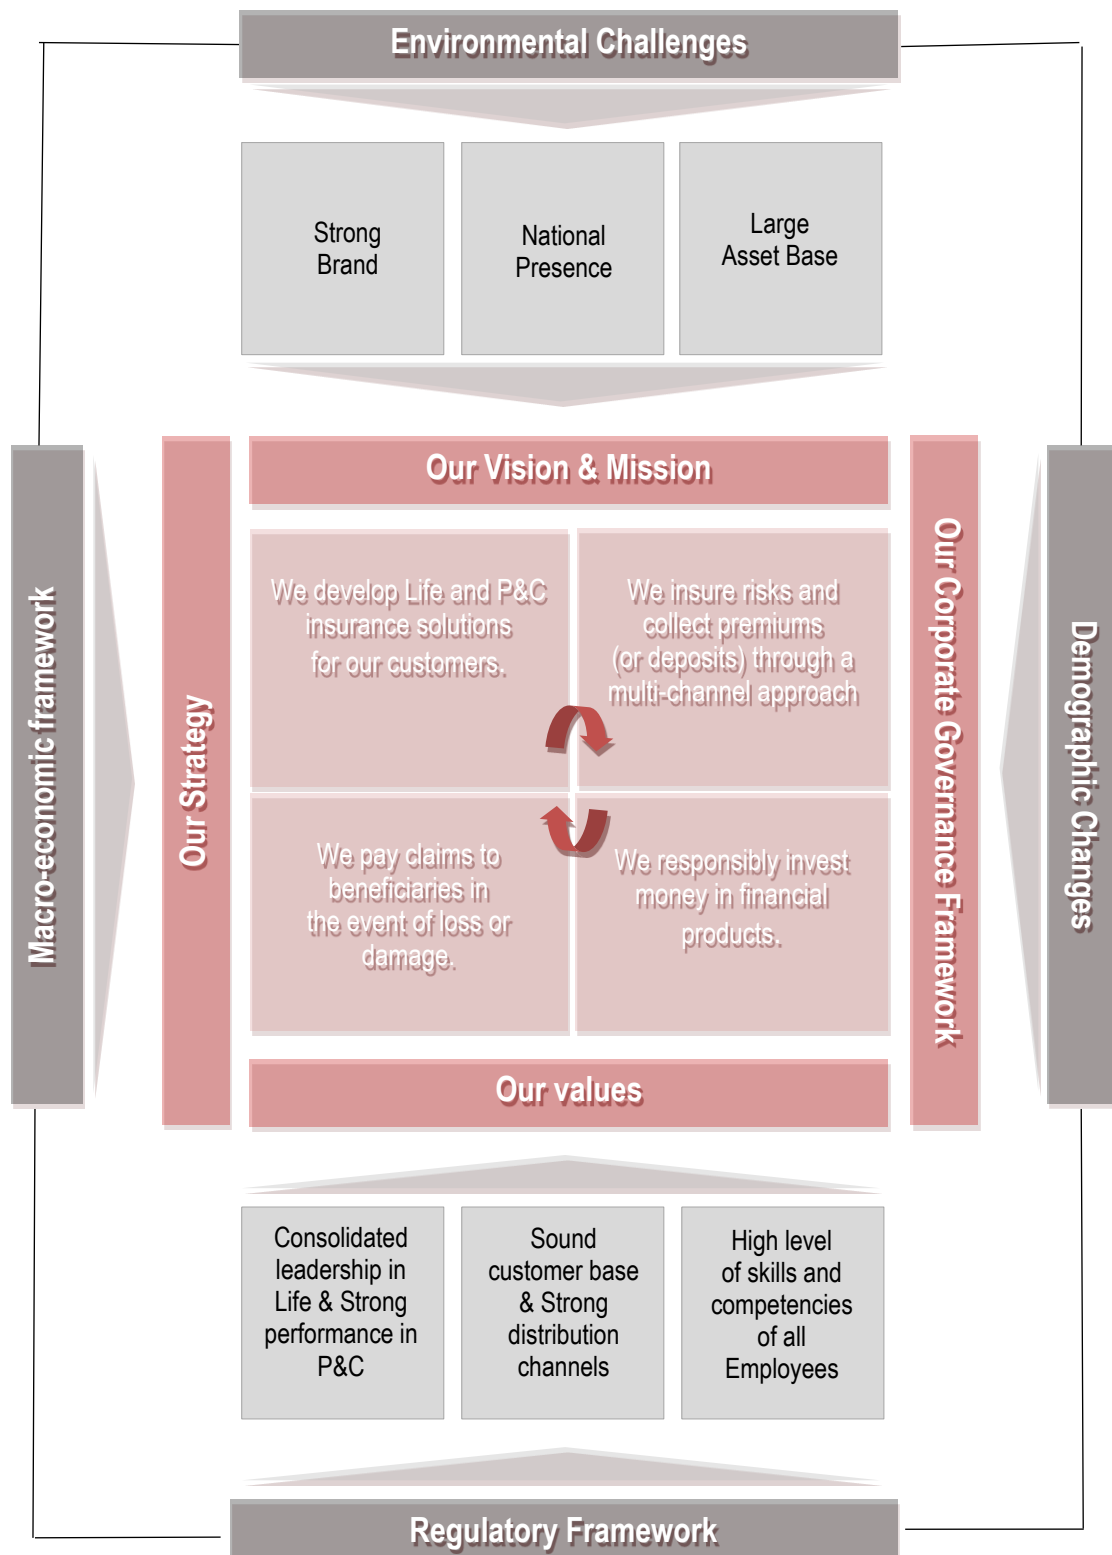 Environmental Challenges
Strong
Brand
National
Presence
Large
Asset Base
Macro-economic framework
Our Strategy
Our Vision & Mission
We develop Life and P&C
insurance solutions
for our customers.
We insure risks and
collect premiums
(or deposits) through a
multi-channel approach
We pay claims to
beneficiaries in
the event of loss or
damage.
We responsibly invest
money in financial
products.
Our values
Our Corporate Governance Framework
Demographic Changes
Consolidated
leadership in
Life & Strong
performance in
P&C
Sound
customer base
& Strong
distribution
channels
High level
of skills and
competencies
of all
Employees
Regulatory Framework